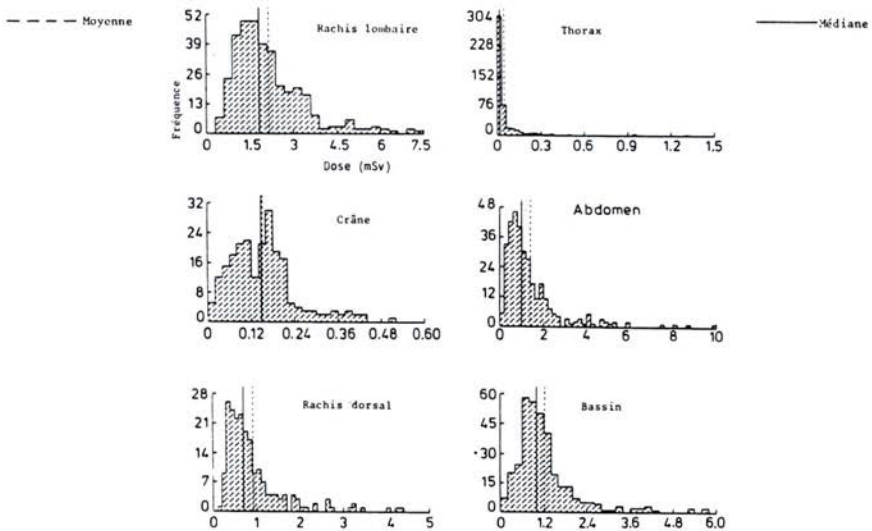 Moyenne
Médiane
Rachis lombaire
52
39
26
13
0
Fréquence
0 1.5 3 4.5 6 7.5
Dose (mSv)
Thorax
304
228
152
76
0
0 0.3 0.6 0.9 1.2 1.5
Crâne
32
24
16
8
0
0 0.12 0.24 0.36 0.48 0.60
Abdomen
48
36
24
12
0
0 2 4 6 8 10
Rachis dorsal
28
21
14
7
0
0 1 2 3 4 5
Bassin
60
45
30
15
0
0 1.2 2.4 3.6 4.8 6.0